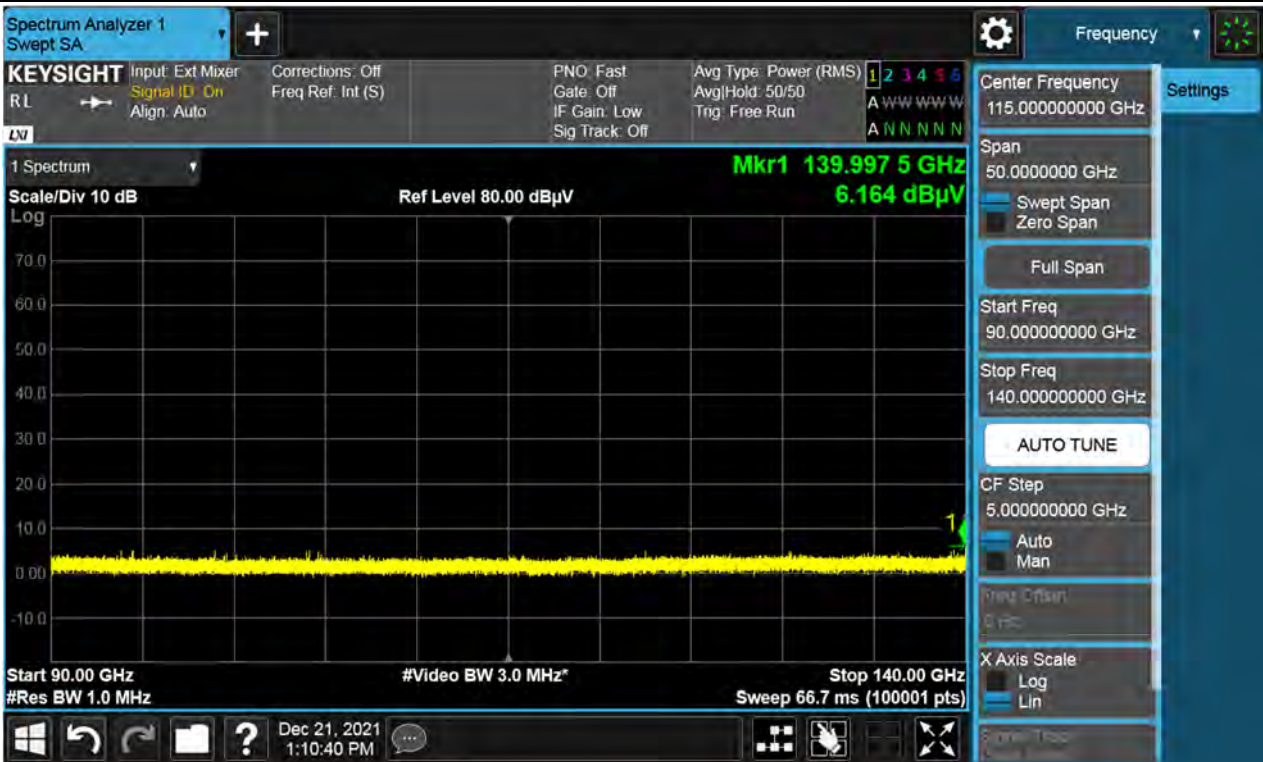 Spectrum Analyzer 1
Swept SA
+
Frequency
KEYSIGHT
RL
LXI
Input: Ext Mixer
Signal ID: On
Align: Auto
Corrections: Off
Freq Ref: Int (S)
PNO: Fast
Gate: Off
IF Gain: Low
Sig Track: Off
Avg Type: Power (RMS)
Avg|Hold: 50/50
Trig: Free Run
1 2 3 4 5 6
A W W W W W
A N N N N N
1 Spectrum
Scale/Div 10 dB
Log
Ref Level 80.00 dBµV
Mkr1 139.997 5 GHz
6.164 dBµV
70.0
60.0
50.0
40.0
30.0
20.0
10.0
0.00
-10.0
1
Start 90.00 GHz
#Res BW 1.0 MHz
#Video BW 3.0 MHz*
Stop 140.00 GHz
Sweep 66.7 ms (100001 pts)
?
Dec 21, 2021
1:10:40 PM
Center Frequency
115.000000000 GHz
Settings
Span
50.0000000 GHz
Swept Span
Zero Span
Full Span
Start Freq
90.000000000 GHz
Stop Freq
140.000000000 GHz
AUTO TUNE
CF Step
5.000000000 GHz
Auto
Man
Freq Offset
0 Hz
X Axis Scale
Log
Lin